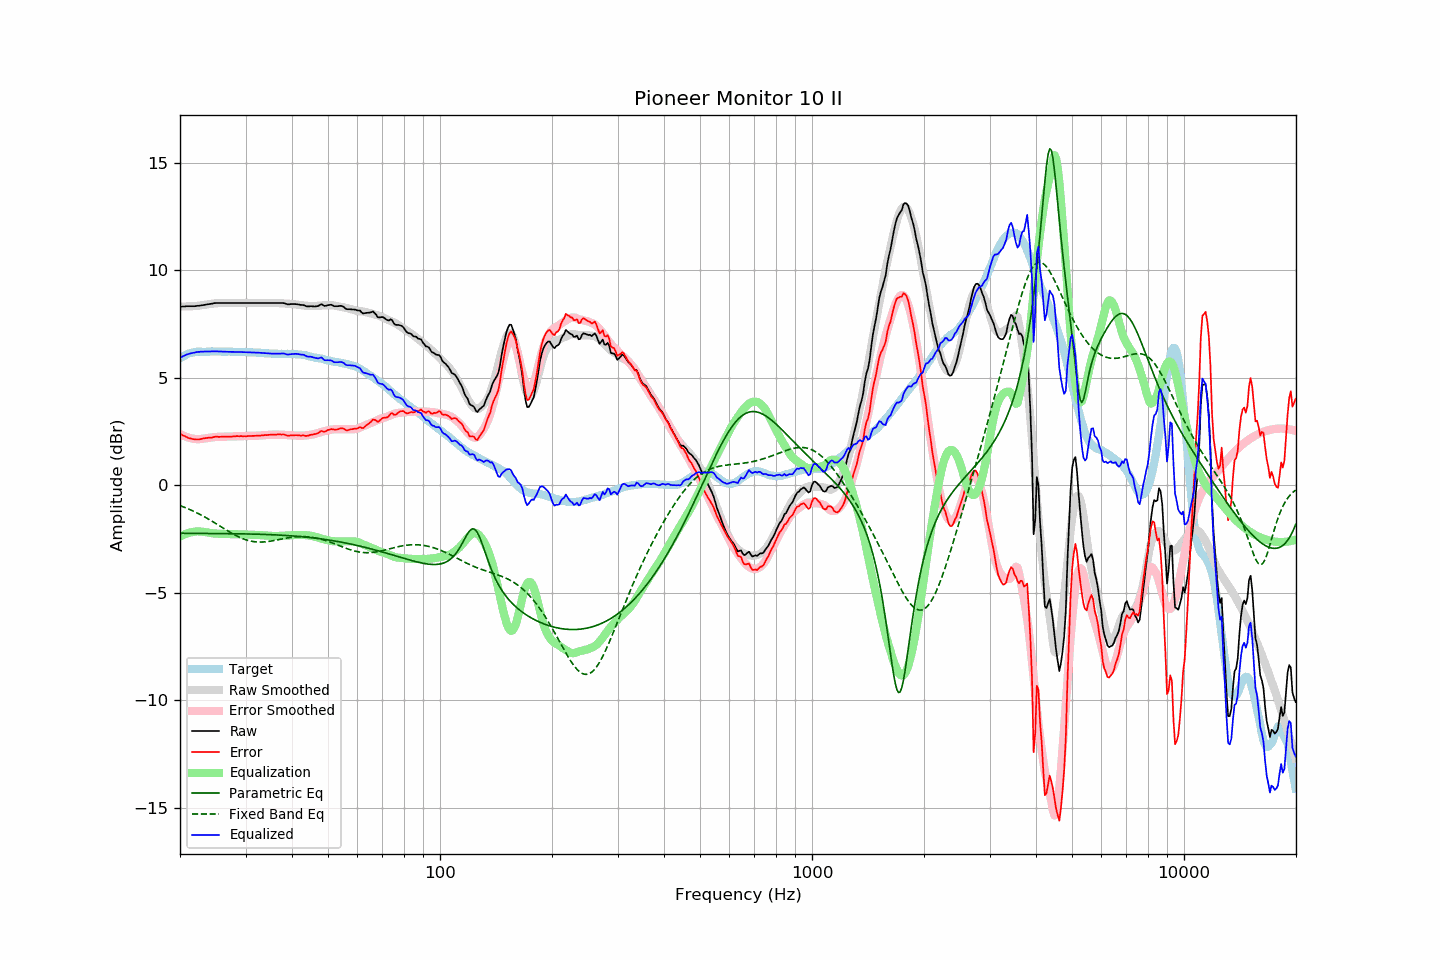 Pioneer Monitor 10 II
Amplitude (dBr)
15
10
5
0
−5
−10
−15
Target
Raw Smoothed
Error Smoothed
Raw
Error
Equalization
Parametric Eq
Fixed Band Eq
Equalized
100
1000
10000
Frequency (Hz)